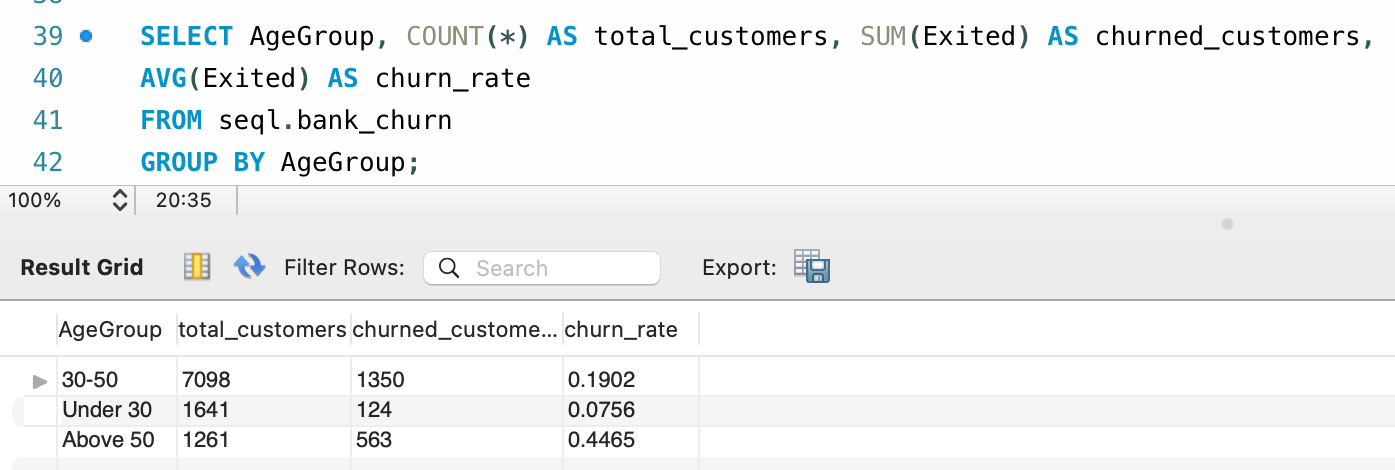 39 SELECT AgeGroup, COUNT(*) AS total_customers, SUM(Exited) AS churned_customers,
40 AVG(Exited) AS churn_rate
41 FROM seql.bank_churn
42 GROUP BY AgeGroup;
100% 20:35
Result Grid Filter Rows: Search Export:
AgeGroup total_customers churned_custome... churn_rate
30-50 7098 1350 0.1902
Under 30 1641 124 0.0756
Above 50 1261 563 0.4465